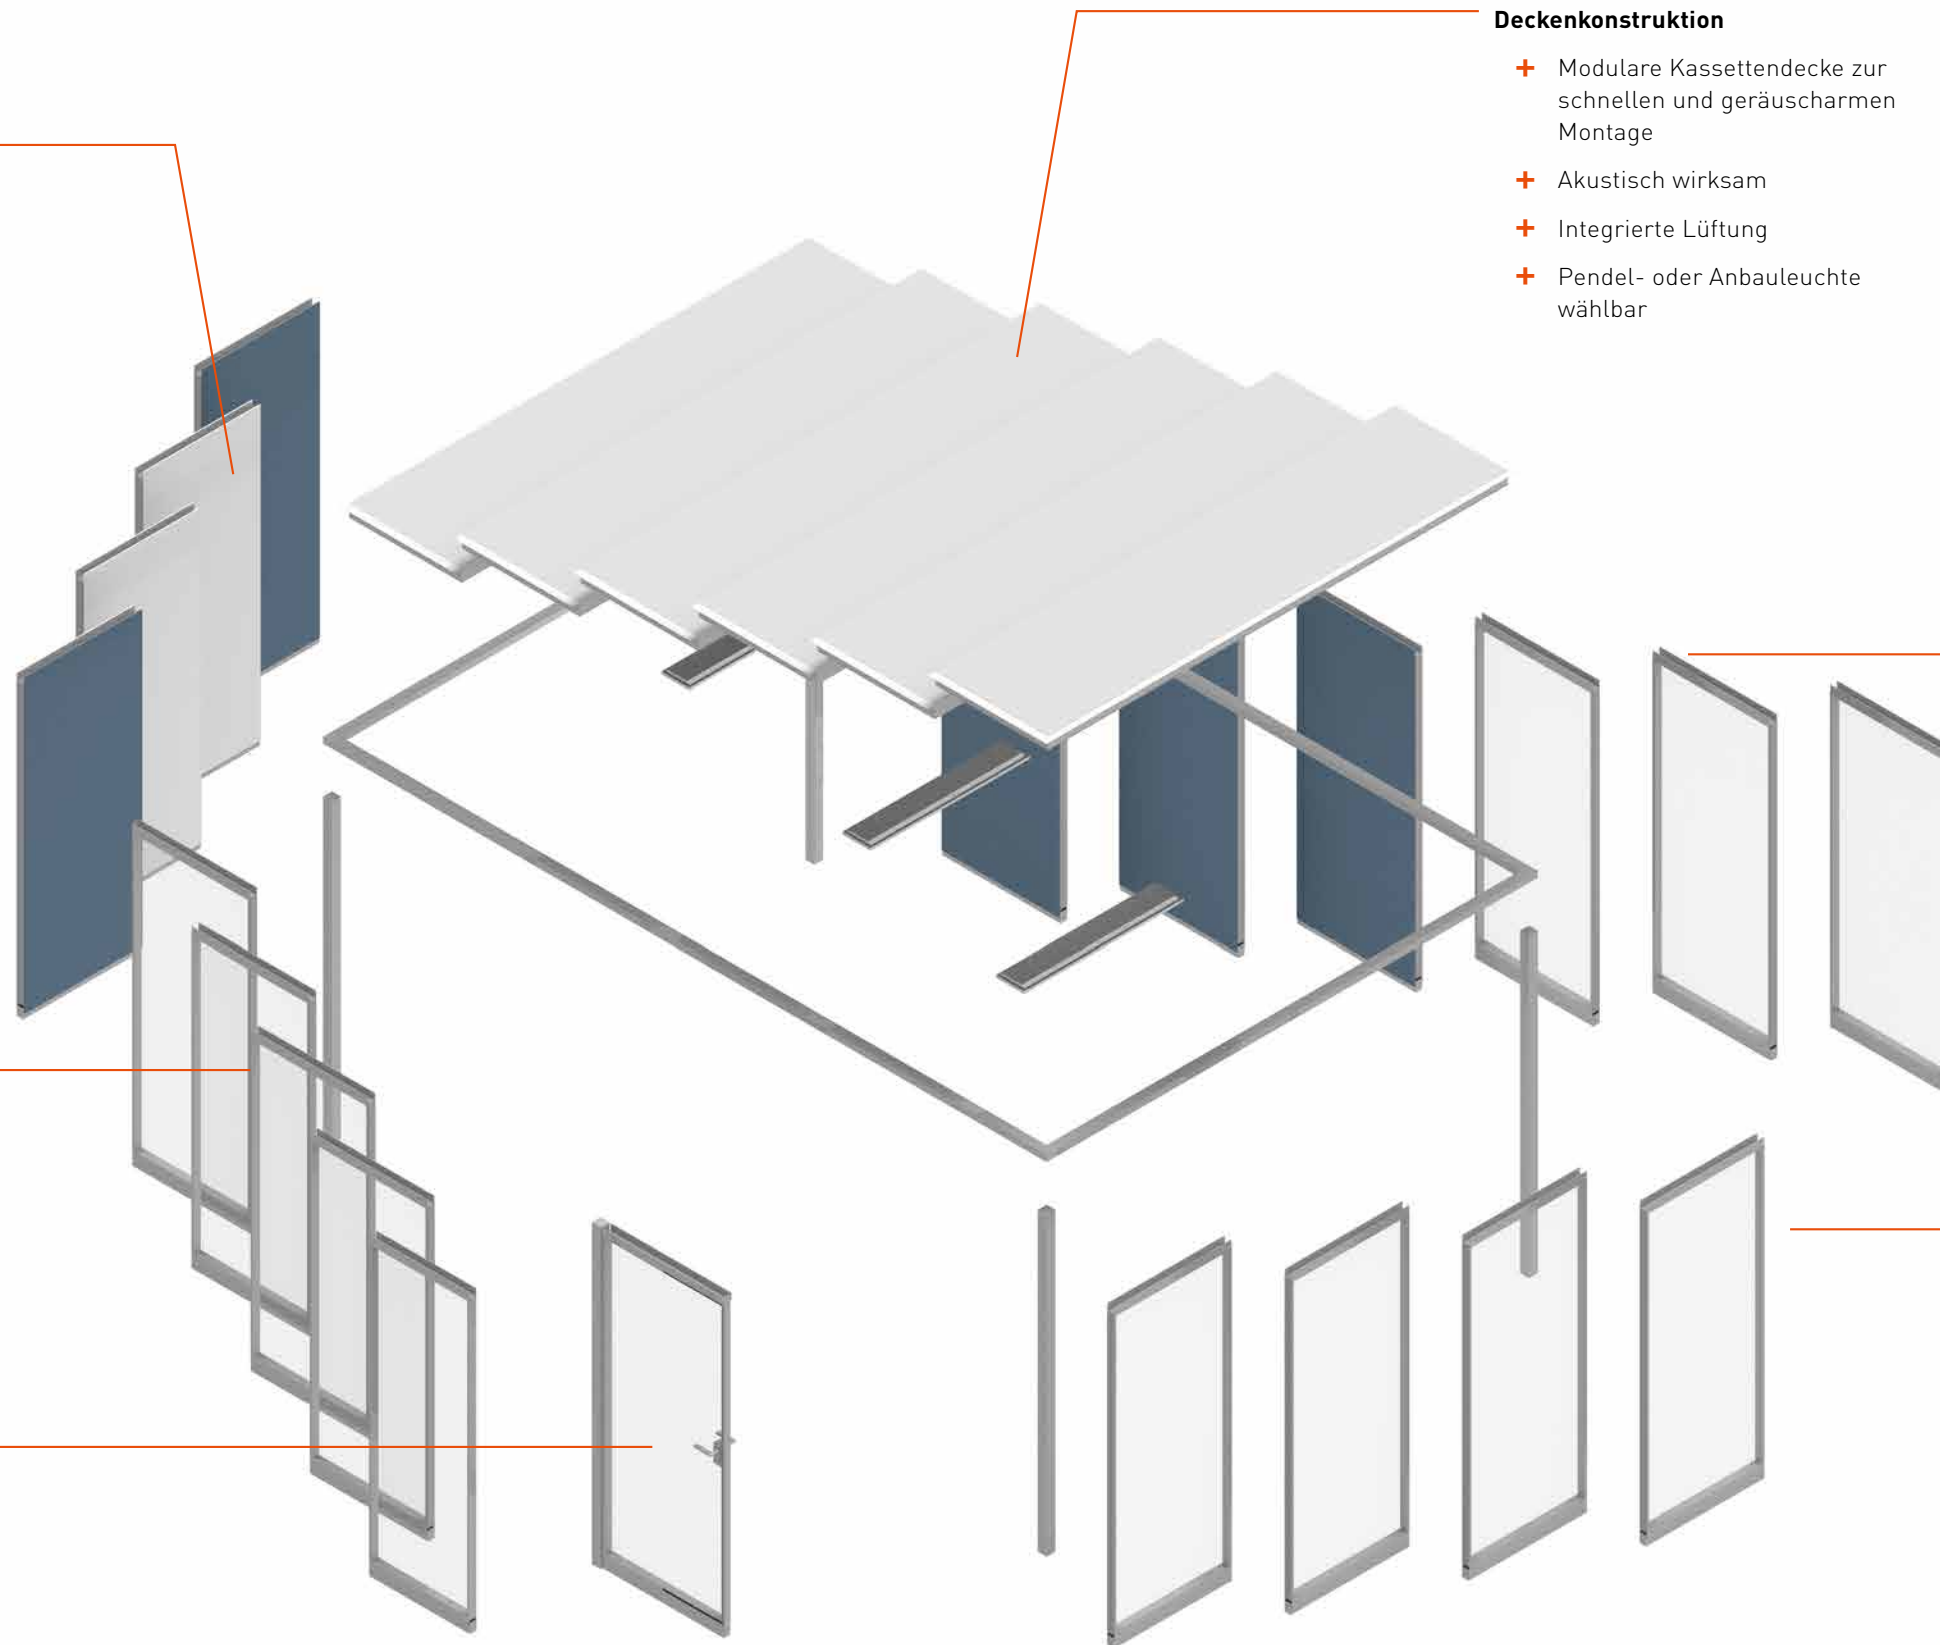 Deckenkonstruktion
+ Modulare Kassettendecke zur
schnellen und geräuscharmen
Montage
+ Akustisch wirksam
+ Integrierte Lüftung
+ Pendel- oder Anbauleuchte
wählbar